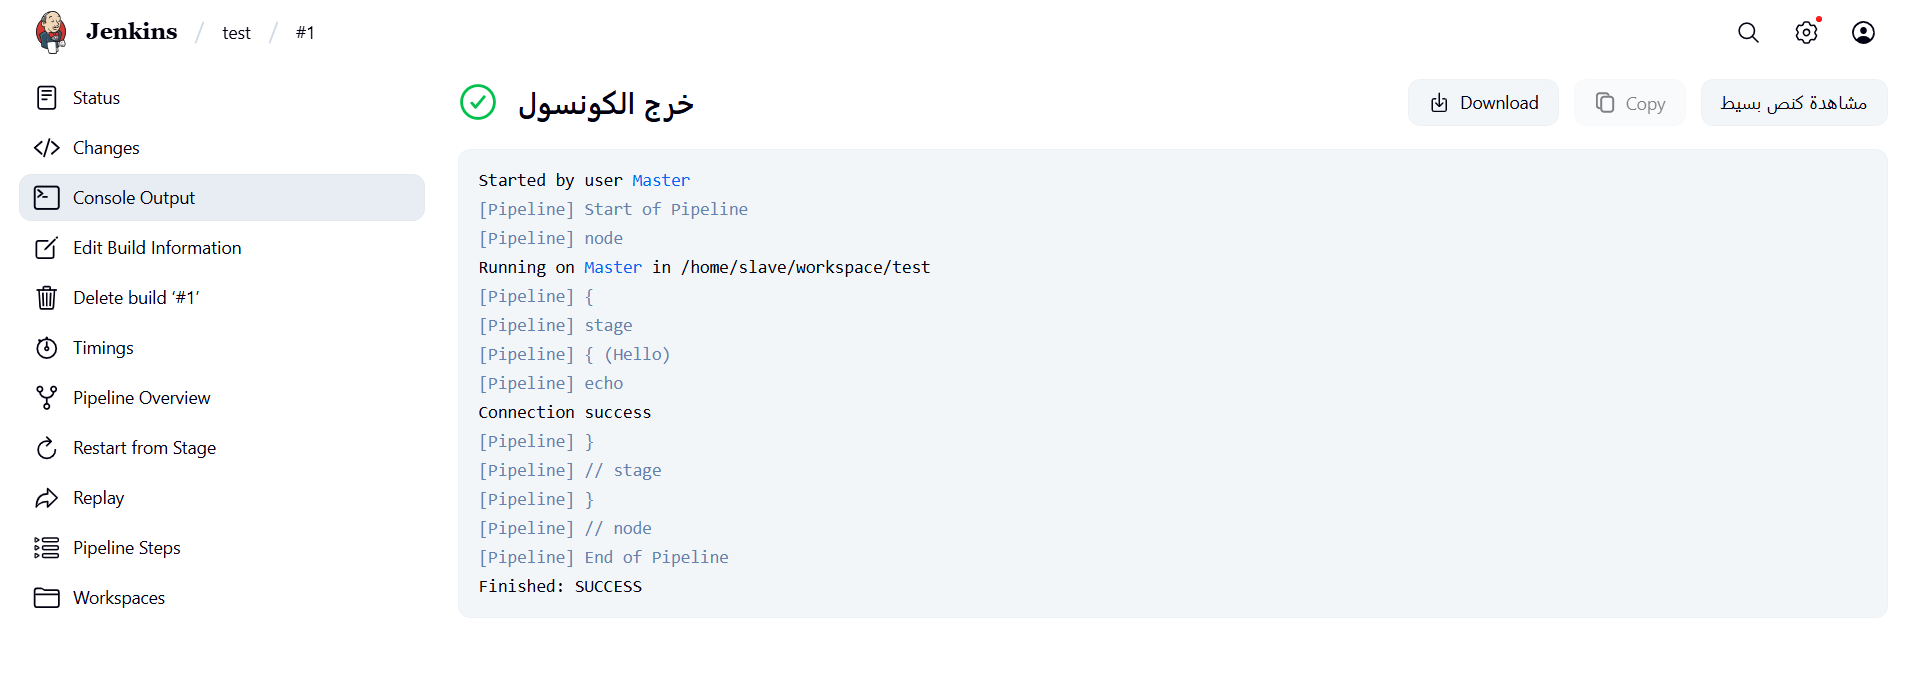 Jenkins / test / #1
Status
Changes
Console Output
Edit Build Information
Delete build ‘#1’
Timings
Pipeline Overview
Restart from Stage
Replay
Pipeline Steps
Workspaces
خرج الكونسول
Download
Copy
مشاهدة كنص بسيط
Started by user Master
[Pipeline] Start of Pipeline
[Pipeline] node
Running on Master in /home/slave/workspace/test
[Pipeline] {
[Pipeline] stage
[Pipeline] { (Hello)
[Pipeline] echo
Connection success
[Pipeline] }
[Pipeline] // stage
[Pipeline] }
[Pipeline] // node
[Pipeline] End of Pipeline
Finished: SUCCESS